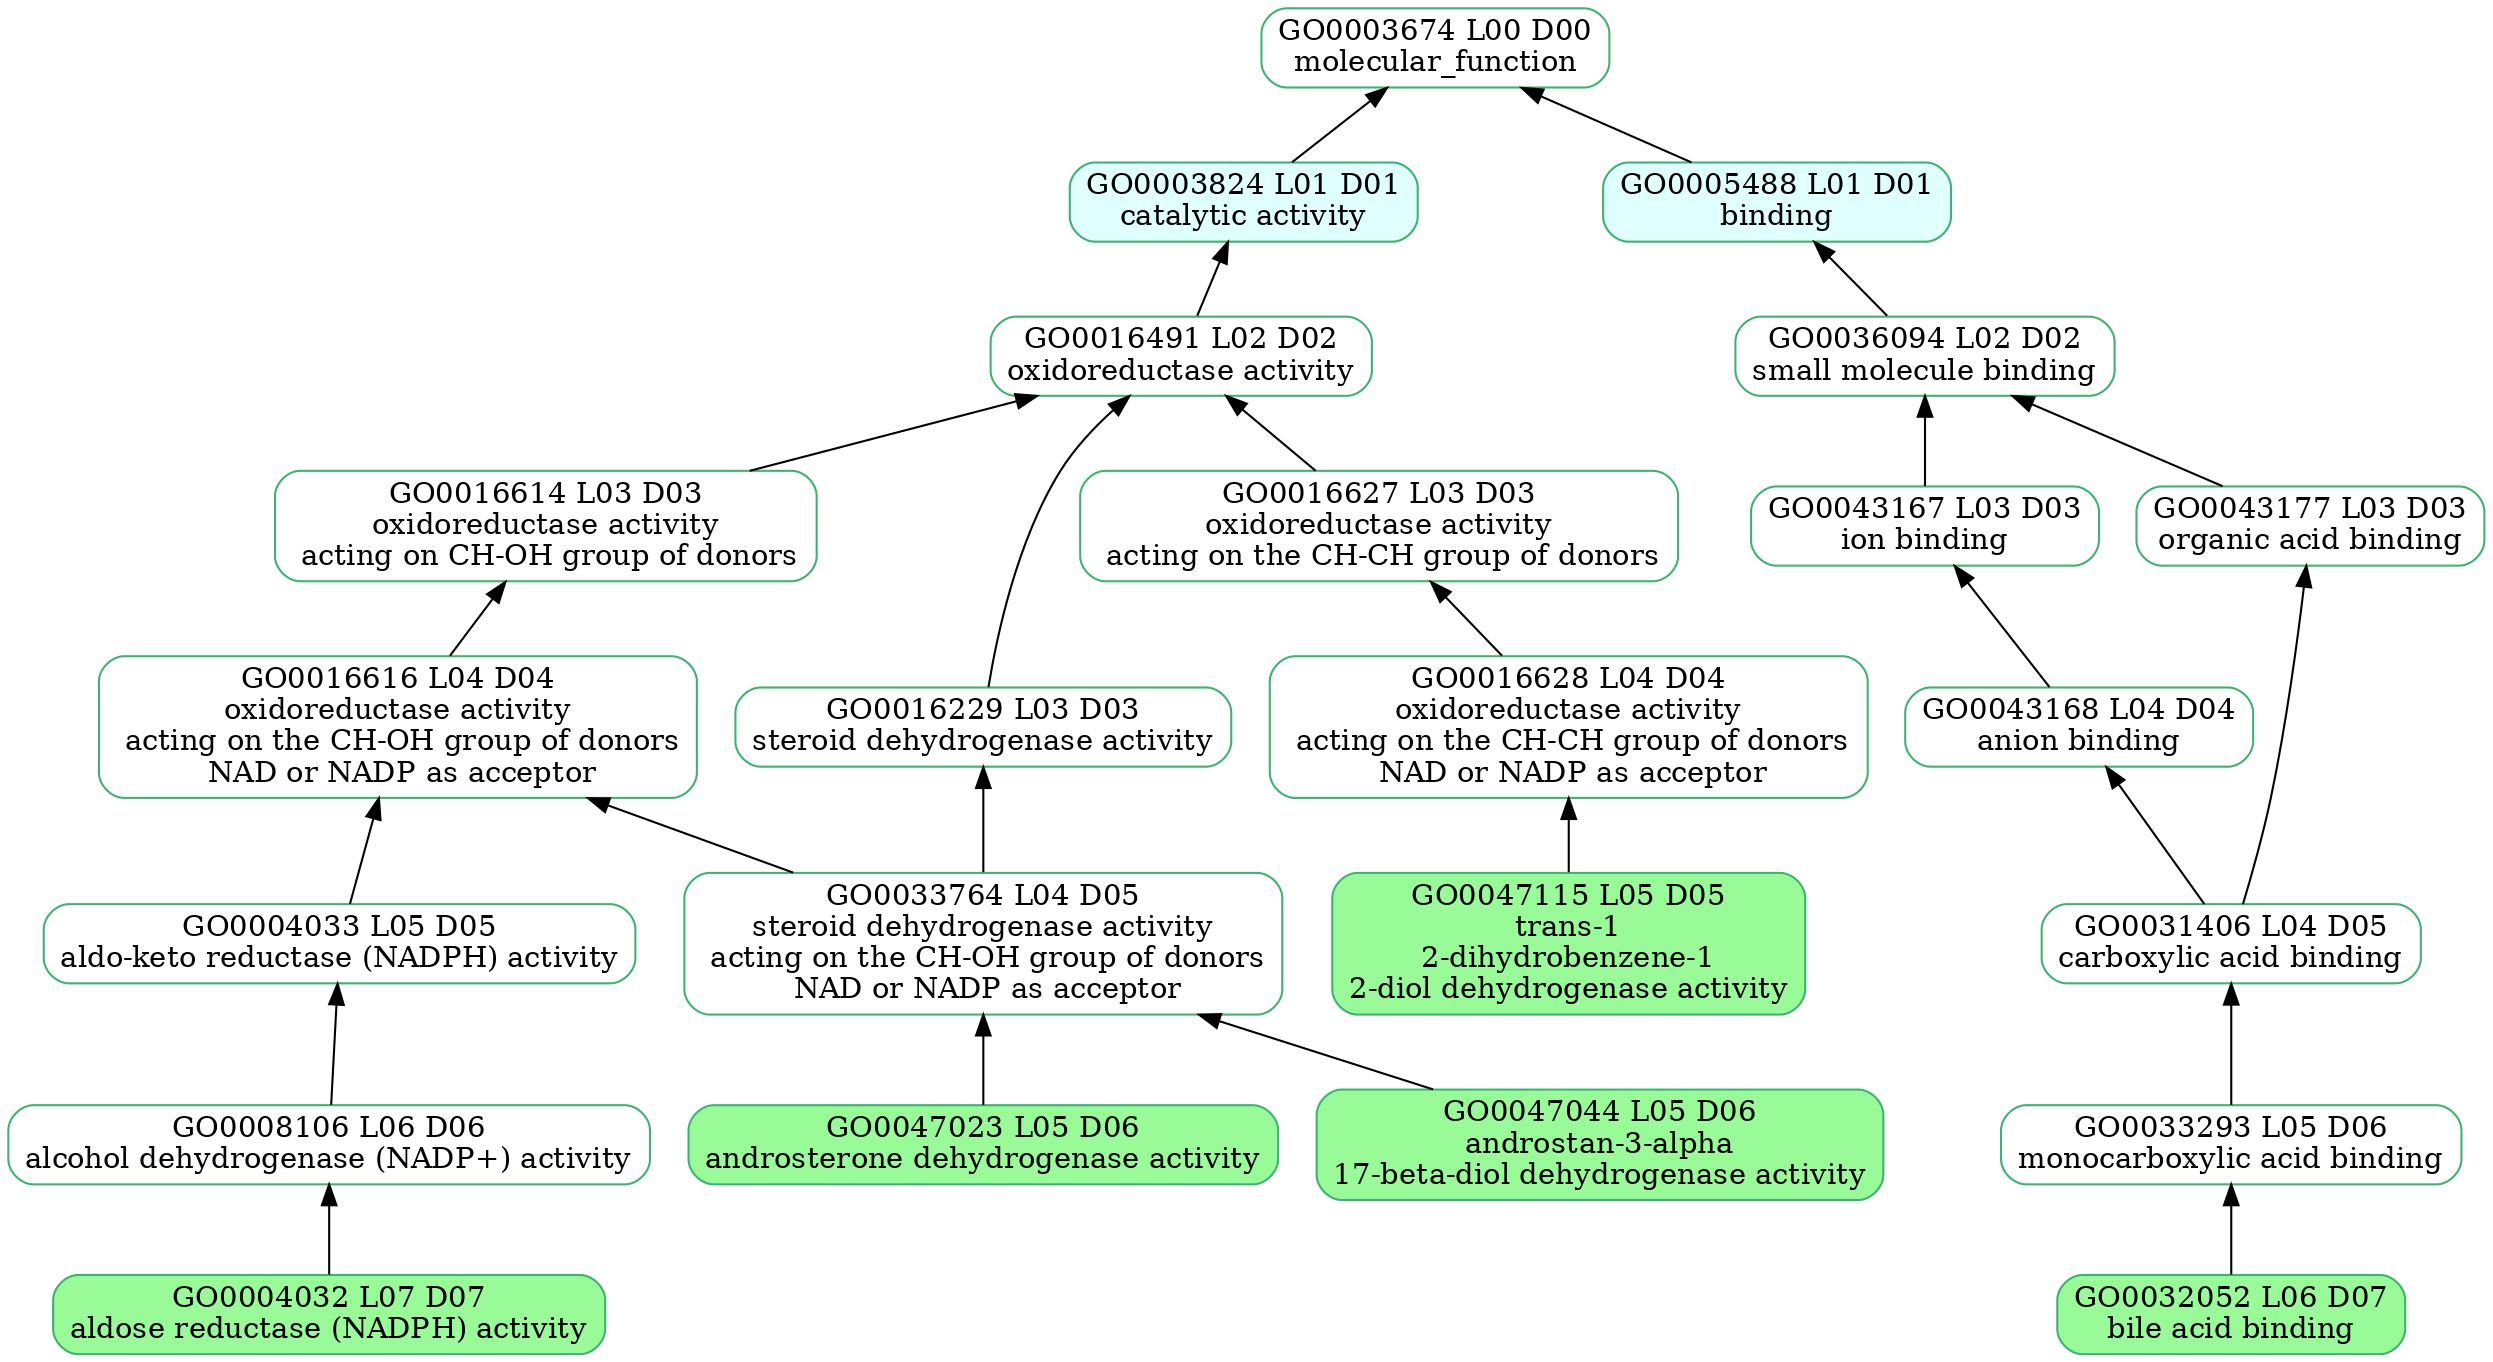 GO0003674 L00 D00
molecular_function
GO0003824 L01 D01
catalytic activity
GO0005488 L01 D01
binding
GO0016491 L02 D02
oxidoreductase activity
GO0036094 L02 D02
small molecule binding
GO0016614 L03 D03
oxidoreductase activity
acting on CH-OH group of donors
GO0016627 L03 D03
oxidoreductase activity
acting on the CH-CH group of donors
GO0043167 L03 D03
ion binding
GO0043177 L03 D03
organic acid binding
GO0016616 L04 D04
oxidoreductase activity
acting on the CH-OH group of donors
NAD or NADP as acceptor
GO0016229 L03 D03
steroid dehydrogenase activity
GO0016628 L04 D04
oxidoreductase activity
acting on the CH-CH group of donors
NAD or NADP as acceptor
GO0043168 L04 D04
anion binding
GO0004033 L05 D05
aldo-keto reductase (NADPH) activity
GO0033764 L04 D05
steroid dehydrogenase activity
acting on the CH-OH group of donors
NAD or NADP as acceptor
GO0047115 L05 D05
trans-1
2-dihydrobenzene-1
2-diol dehydrogenase activity
GO0031406 L04 D05
carboxylic acid binding
GO0008106 L06 D06
alcohol dehydrogenase (NADP+) activity
GO0047023 L05 D06
androsterone dehydrogenase activity
GO0047044 L05 D06
androstan-3-alpha
17-beta-diol dehydrogenase activity
GO0033293 L05 D06
monocarboxylic acid binding
GO0004032 L07 D07
aldose reductase (NADPH) activity
GO0032052 L06 D07
bile acid binding